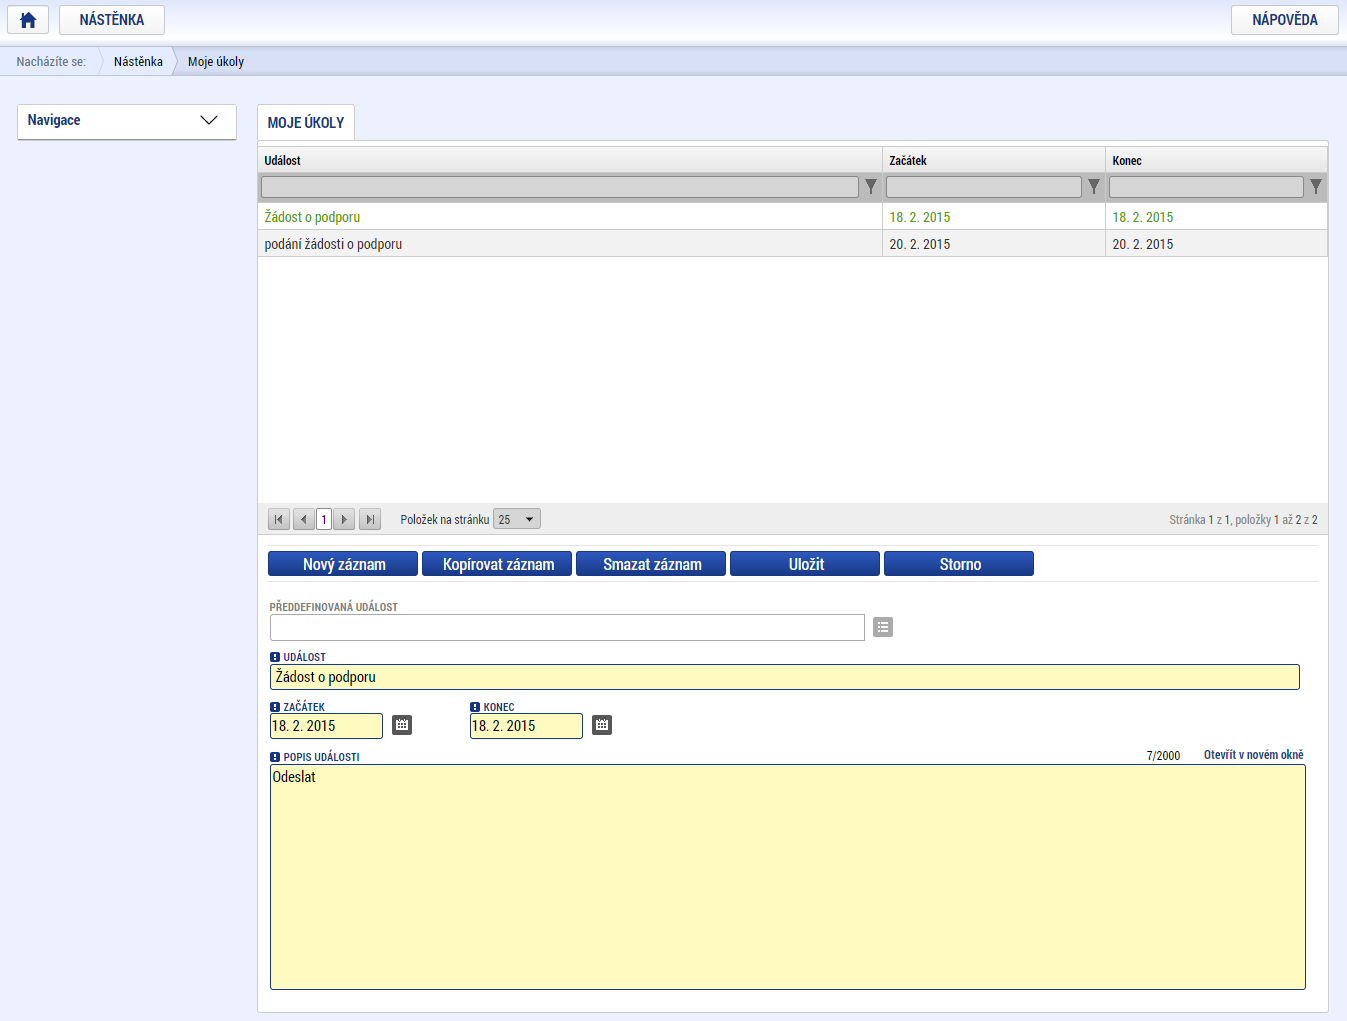 NÁSTĚNKA NÁPOVĚDA
Nacházíte se: Nástěnka Moje úkoly
Navigace
MOJE ÚKOLY
Událost Začátek Konec
Žádost o podporu 18. 2. 2015 18. 2. 2015
podání žádosti o podporu 20. 2. 2015 20. 2. 2015
1 Položek na stránku 25 Stránka 1 z 1, položky 1 až 2 z 2
Nový záznam Kopírovat záznam Smazat záznam Uložit Storno
PŘEDDEFINOVANÁ UDÁLOST
UDÁLOST
Žádost o podporu
ZAČÁTEK KONEC
18. 2. 2015 18. 2. 2015
POPIS UDÁLOSTI 7/2000 Otevřít v novém okně
Odeslat